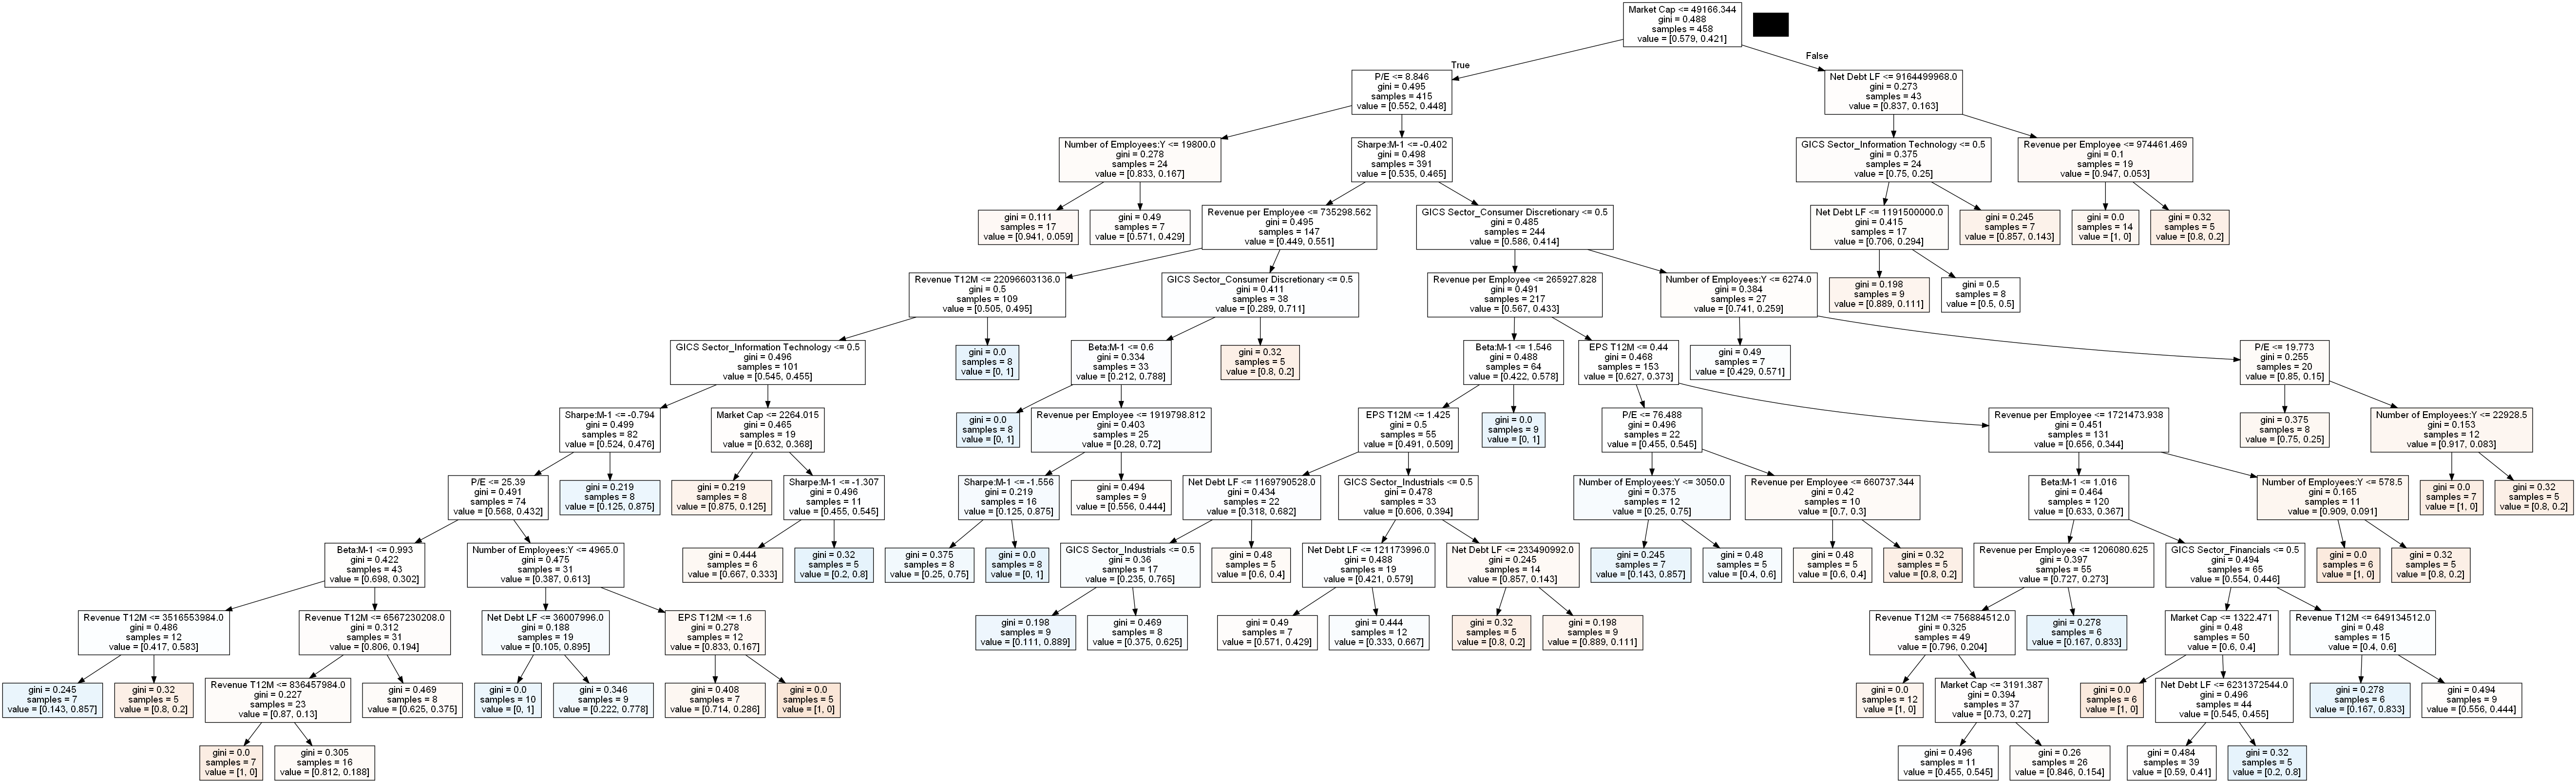 Market Cap <= 49166.344
gini = 0.488
samples = 458
value = [0.579, 0.421]
True
False
P/E <= 8.846
gini = 0.495
samples = 415
value = [0.552, 0.448]
Net Debt LF <= 9164499968.0
gini = 0.273
samples = 43
value = [0.837, 0.163]
Number of Employees:Y <= 19800.0
gini = 0.278
samples = 24
value = [0.833, 0.167]
Sharpe:M-1 <= -0.402
gini = 0.498
samples = 391
value = [0.535, 0.465]
GICS Sector_Information Technology <= 0.5
gini = 0.375
samples = 24
value = [0.75, 0.25]
Revenue per Employee <= 974461.469
gini = 0.1
samples = 19
value = [0.947, 0.053]
gini = 0.111
samples = 17
value = [0.941, 0.059]
gini = 0.49
samples = 7
value = [0.571, 0.429]
Revenue per Employee <= 735298.562
gini = 0.495
samples = 147
value = [0.449, 0.551]
GICS Sector_Consumer Discretionary <= 0.5
gini = 0.485
samples = 244
value = [0.586, 0.414]
Net Debt LF <= 1191500000.0
gini = 0.415
samples = 17
value = [0.706, 0.294]
gini = 0.245
samples = 7
value = [0.857, 0.143]
gini = 0.0
samples = 14
value = [1, 0]
gini = 0.32
samples = 5
value = [0.8, 0.2]
Revenue T12M <= 22096603136.0
gini = 0.5
samples = 109
value = [0.505, 0.495]
GICS Sector_Consumer Discretionary <= 0.5
gini = 0.411
samples = 38
value = [0.289, 0.711]
Revenue per Employee <= 265927.828
gini = 0.491
samples = 217
value = [0.567, 0.433]
Number of Employees:Y <= 6274.0
gini = 0.384
samples = 27
value = [0.741, 0.259]
gini = 0.198
samples = 9
value = [0.889, 0.111]
gini = 0.5
samples = 8
value = [0.5, 0.5]
GICS Sector_Information Technology <= 0.5
gini = 0.496
samples = 101
value = [0.545, 0.455]
gini = 0.0
samples = 8
value = [0, 1]
Beta:M-1 <= 0.6
gini = 0.334
samples = 33
value = [0.212, 0.788]
gini = 0.32
samples = 5
value = [0.8, 0.2]
Beta:M-1 <= 1.546
gini = 0.488
samples = 64
value = [0.422, 0.578]
EPS T12M <= 0.44
gini = 0.468
samples = 153
value = [0.627, 0.373]
gini = 0.49
samples = 7
value = [0.429, 0.571]
P/E <= 19.773
gini = 0.255
samples = 20
value = [0.85, 0.15]
Sharpe:M-1 <= -0.794
gini = 0.499
samples = 82
value = [0.524, 0.476]
Market Cap <= 2264.015
gini = 0.465
samples = 19
value = [0.632, 0.368]
gini = 0.0
samples = 8
value = [0, 1]
Revenue per Employee <= 1919798.812
gini = 0.403
samples = 25
value = [0.28, 0.72]
EPS T12M <= 1.425
gini = 0.5
samples = 55
value = [0.491, 0.509]
gini = 0.0
samples = 9
value = [0, 1]
P/E <= 76.488
gini = 0.496
samples = 22
value = [0.455, 0.545]
Revenue per Employee <= 1721473.938
gini = 0.451
samples = 131
value = [0.656, 0.344]
gini = 0.375
samples = 8
value = [0.75, 0.25]
Number of Employees:Y <= 22928.5
gini = 0.153
samples = 12
value = [0.917, 0.083]
P/E <= 25.39
gini = 0.491
samples = 74
value = [0.568, 0.432]
gini = 0.219
samples = 8
value = [0.125, 0.875]
gini = 0.219
samples = 8
value = [0.875, 0.125]
Sharpe:M-1 <= -1.307
gini = 0.496
samples = 11
value = [0.455, 0.545]
Sharpe:M-1 <= -1.556
gini = 0.219
samples = 16
value = [0.125, 0.875]
gini = 0.494
samples = 9
value = [0.556, 0.444]
Net Debt LF <= 1169790528.0
gini = 0.434
samples = 22
value = [0.318, 0.682]
GICS Sector_Industrials <= 0.5
gini = 0.478
samples = 33
value = [0.606, 0.394]
Number of Employees:Y <= 3050.0
gini = 0.375
samples = 12
value = [0.25, 0.75]
Revenue per Employee <= 660737.344
gini = 0.42
samples = 10
value = [0.7, 0.3]
Beta:M-1 <= 1.016
gini = 0.464
samples = 120
value = [0.633, 0.367]
Number of Employees:Y <= 578.5
gini = 0.165
samples = 11
value = [0.909, 0.091]
gini = 0.0
samples = 7
value = [1, 0]
gini = 0.32
samples = 5
value = [0.8, 0.2]
Beta:M-1 <= 0.993
gini = 0.422
samples = 43
value = [0.698, 0.302]
Number of Employees:Y <= 4965.0
gini = 0.475
samples = 31
value = [0.387, 0.613]
gini = 0.444
samples = 6
value = [0.667, 0.333]
gini = 0.32
samples = 5
value = [0.2, 0.8]
gini = 0.375
samples = 8
value = [0.25, 0.75]
gini = 0.0
samples = 8
value = [0, 1]
GICS Sector_Industrials <= 0.5
gini = 0.36
samples = 17
value = [0.235, 0.765]
gini = 0.48
samples = 5
value = [0.6, 0.4]
Net Debt LF <= 121173996.0
gini = 0.488
samples = 19
value = [0.421, 0.579]
Net Debt LF <= 233490992.0
gini = 0.245
samples = 14
value = [0.857, 0.143]
gini = 0.245
samples = 7
value = [0.143, 0.857]
gini = 0.48
samples = 5
value = [0.4, 0.6]
gini = 0.48
samples = 5
value = [0.6, 0.4]
gini = 0.32
samples = 5
value = [0.8, 0.2]
Revenue per Employee <= 1206080.625
gini = 0.397
samples = 55
value = [0.727, 0.273]
GICS Sector_Financials <= 0.5
gini = 0.494
samples = 65
value = [0.554, 0.446]
gini = 0.0
samples = 6
value = [1, 0]
gini = 0.32
samples = 5
value = [0.8, 0.2]
Revenue T12M <= 3516553984.0
gini = 0.486
samples = 12
value = [0.417, 0.583]
Revenue T12M <= 6567230208.0
gini = 0.312
samples = 31
value = [0.806, 0.194]
Net Debt LF <= 36007996.0
gini = 0.188
samples = 19
value = [0.105, 0.895]
EPS T12M <= 1.6
gini = 0.278
samples = 12
value = [0.833, 0.167]
gini = 0.198
samples = 9
value = [0.111, 0.889]
gini = 0.469
samples = 8
value = [0.375, 0.625]
gini = 0.49
samples = 7
value = [0.571, 0.429]
gini = 0.444
samples = 12
value = [0.333, 0.667]
gini = 0.32
samples = 5
value = [0.8, 0.2]
gini = 0.198
samples = 9
value = [0.889, 0.111]
Revenue T12M <= 756884512.0
gini = 0.325
samples = 49
value = [0.796, 0.204]
gini = 0.278
samples = 6
value = [0.167, 0.833]
Market Cap <= 1322.471
gini = 0.48
samples = 50
value = [0.6, 0.4]
Revenue T12M <= 649134512.0
gini = 0.48
samples = 15
value = [0.4, 0.6]
gini = 0.245
samples = 7
value = [0.143, 0.857]
gini = 0.32
samples = 5
value = [0.8, 0.2]
Revenue T12M <= 836457984.0
gini = 0.227
samples = 23
value = [0.87, 0.13]
gini = 0.469
samples = 8
value = [0.625, 0.375]
gini = 0.0
samples = 10
value = [0, 1]
gini = 0.346
samples = 9
value = [0.222, 0.778]
gini = 0.408
samples = 7
value = [0.714, 0.286]
gini = 0.0
samples = 5
value = [1, 0]
gini = 0.0
samples = 12
value = [1, 0]
Market Cap <= 3191.387
gini = 0.394
samples = 37
value = [0.73, 0.27]
gini = 0.0
samples = 6
value = [1, 0]
Net Debt LF <= 6231372544.0
gini = 0.496
samples = 44
value = [0.545, 0.455]
gini = 0.278
samples = 6
value = [0.167, 0.833]
gini = 0.494
samples = 9
value = [0.556, 0.444]
gini = 0.0
samples = 7
value = [1, 0]
gini = 0.305
samples = 16
value = [0.812, 0.188]
gini = 0.496
samples = 11
value = [0.455, 0.545]
gini = 0.26
samples = 26
value = [0.846, 0.154]
gini = 0.484
samples = 39
value = [0.59, 0.41]
gini = 0.32
samples = 5
value = [0.2, 0.8]